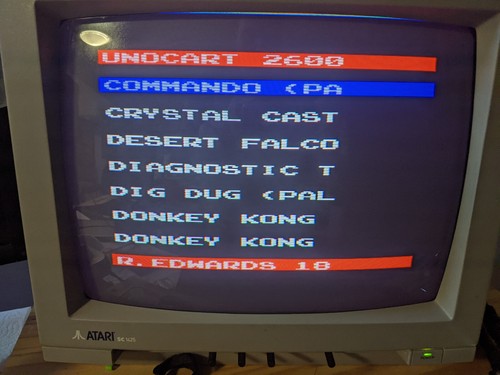 UNOCART 2600
COMMANDO (PA
CRYSTAL CAST
DESERT FALCO
DIAGNOSTIC T
DIG DUG (PAL
DONKEY KONG
DONKEY KONG
R.EDWARDS 18
ATARI